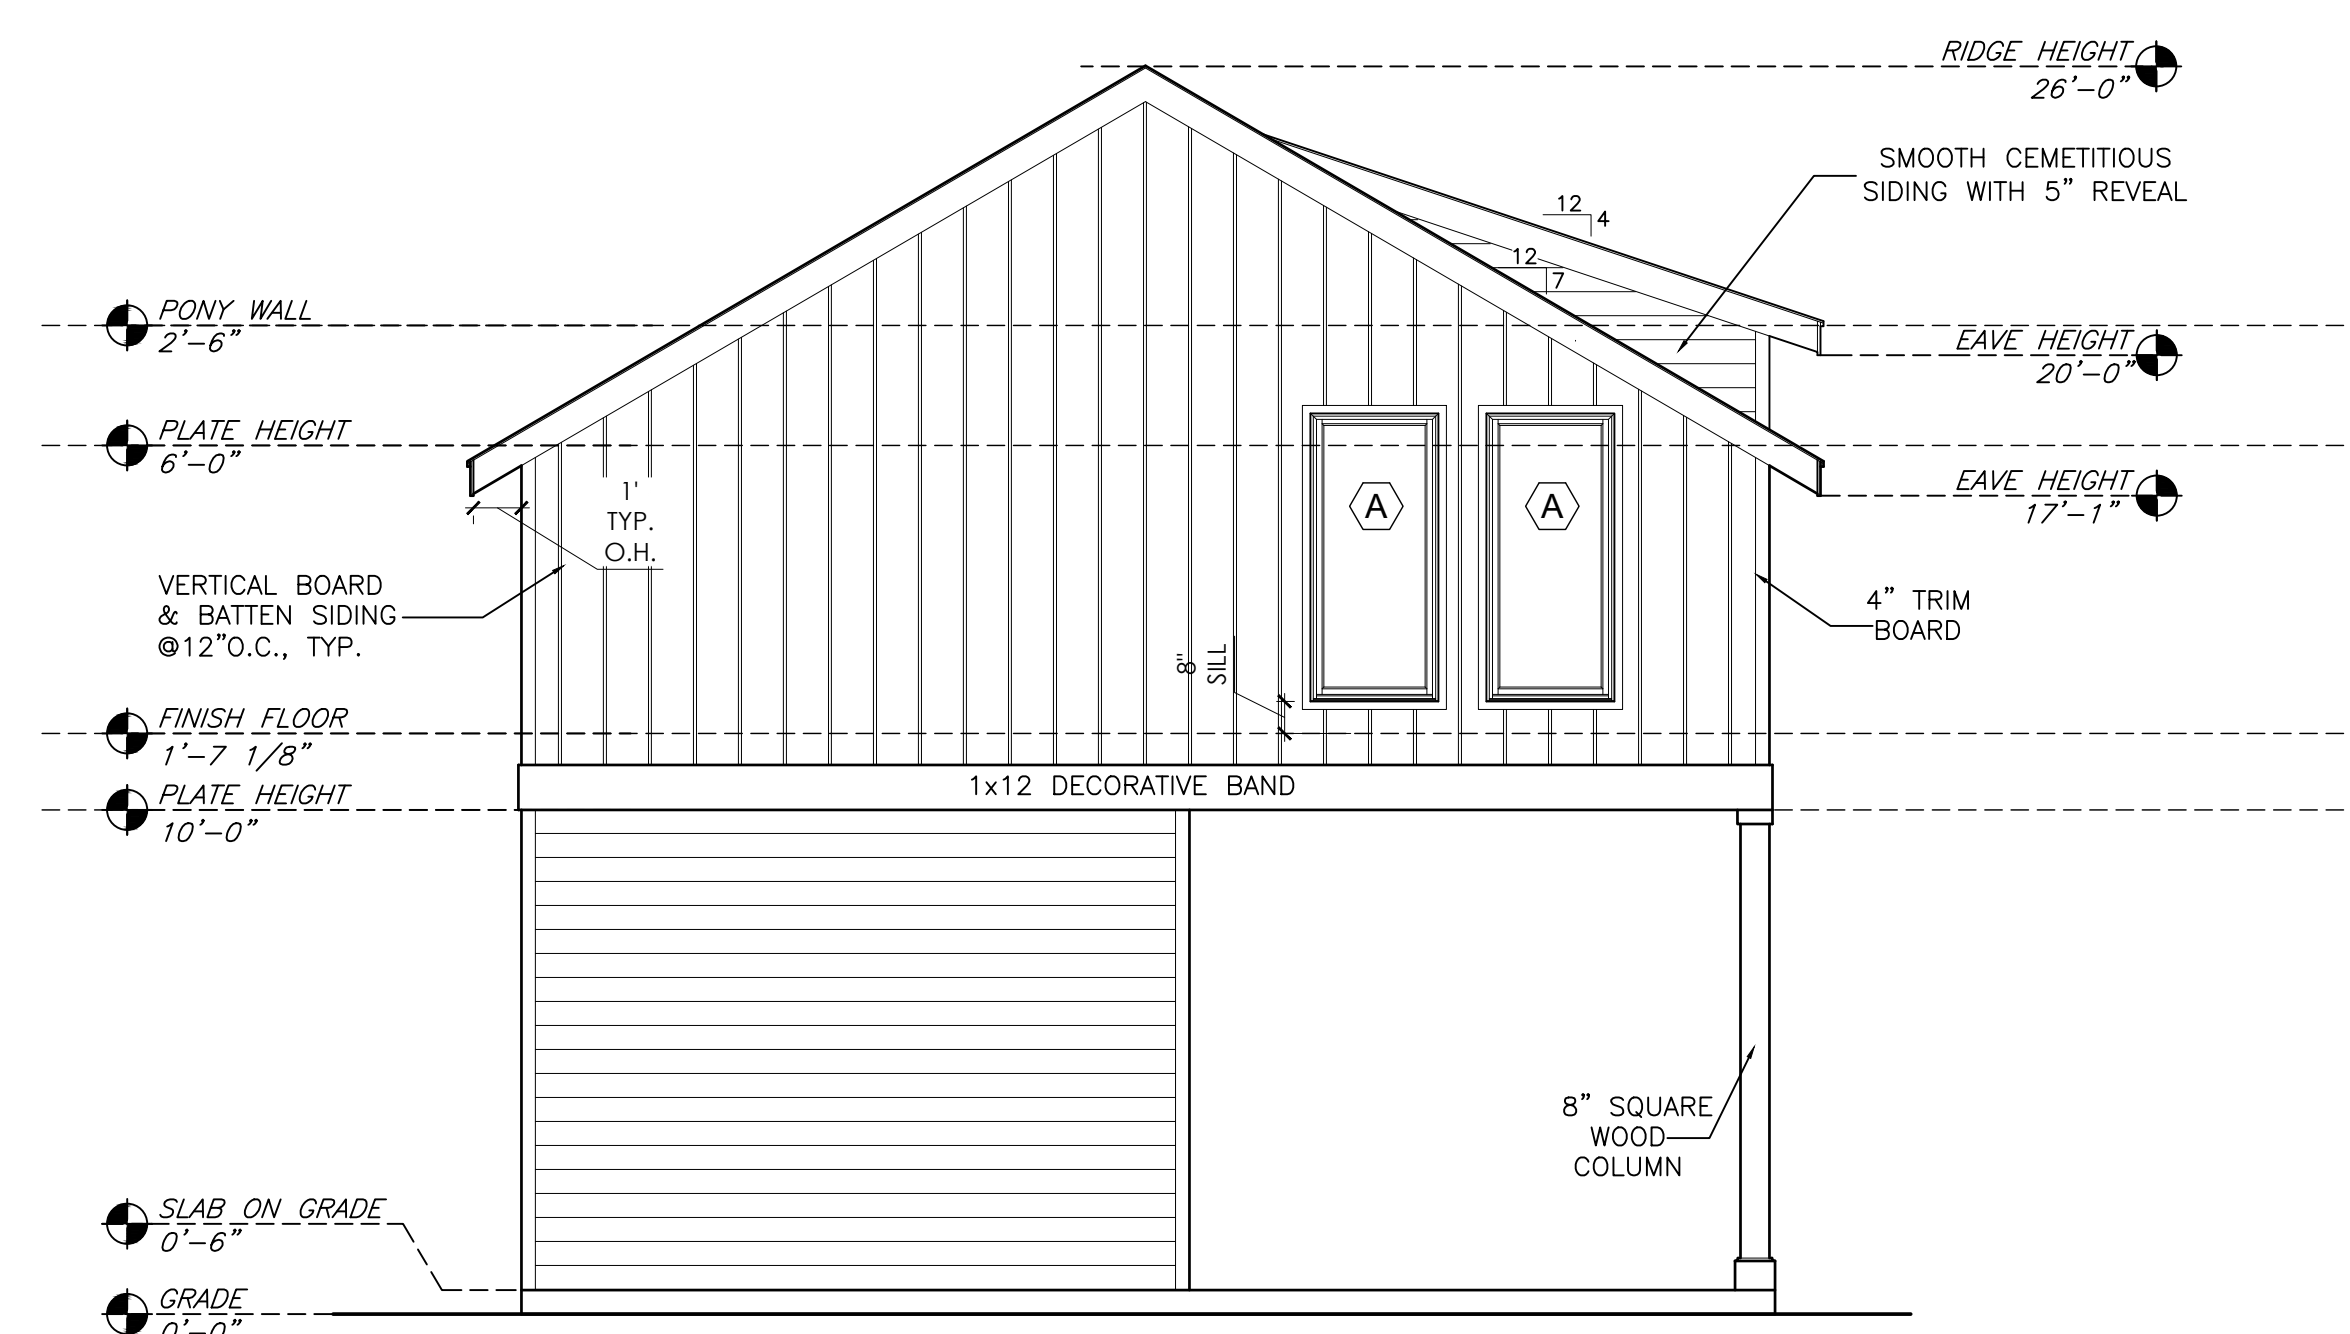 RIDGE HEIGHT
26'-0"
SMOOTH CEMETITIOUS
SIDING WITH 5" REVEAL
12
4
12
7
PONY WALL
2'-6"
EAVE HEIGHT
20'-0"
PLATE HEIGHT
6'-0"
EAVE HEIGHT
17'-1"
1'
TYP.
O.H.
A
A
VERTICAL BOARD
& BATTEN SIDING
@12"O.C., TYP.
4" TRIM
BOARD
8"
SILL
FINISH FLOOR
1'-7 1/8"
1x12 DECORATIVE BAND
PLATE HEIGHT
10'-0"
8" SQUARE
WOOD
COLUMN
SLAB ON GRADE
0'-6"
GRADE
0'-0"